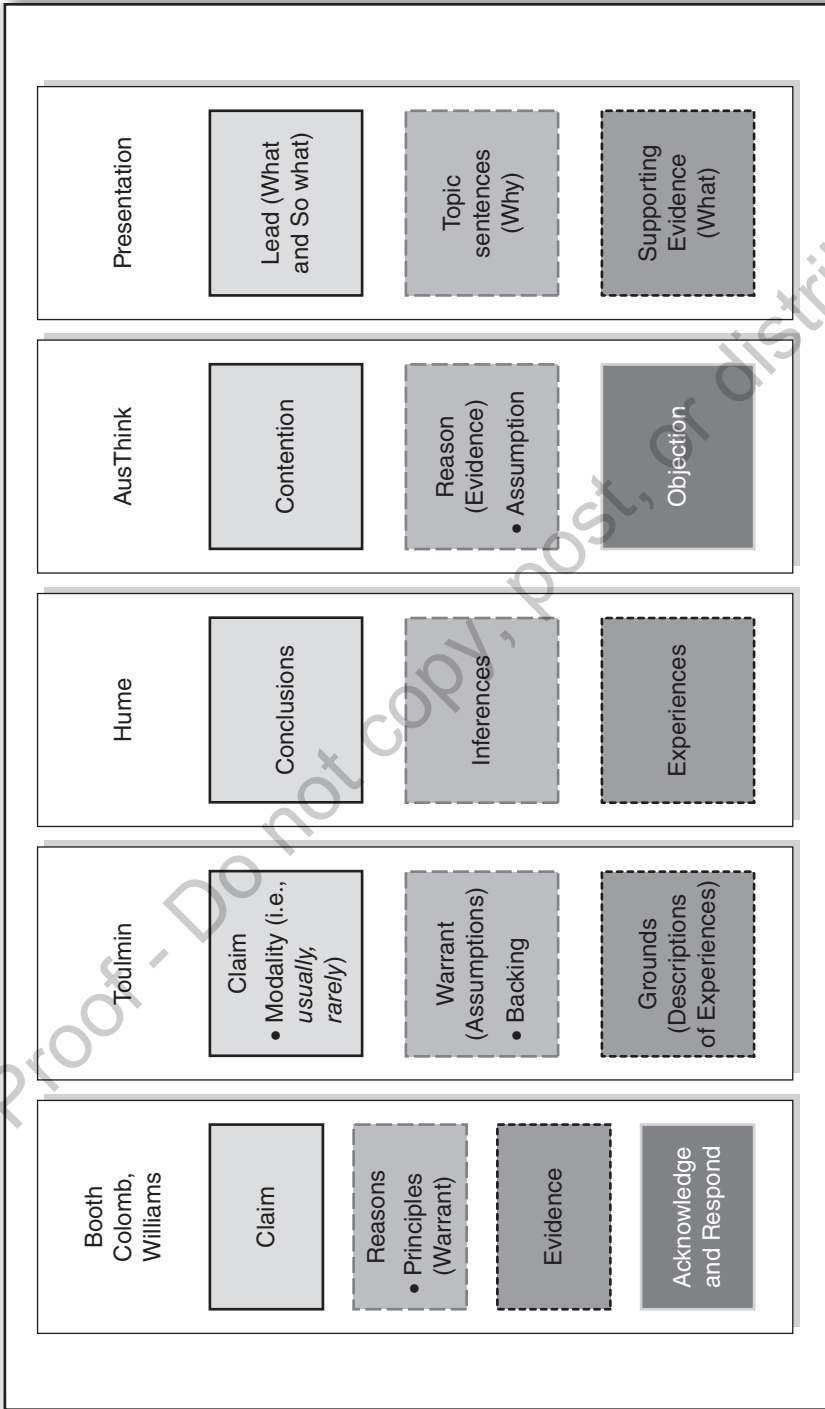 Booth
Colomb,
Williams
Claim
Reasons
• Principles
(Warrant)
Evidence
Acknowledge
and Respond
Toulmin
Claim
• Modality (i.e.,
usually,
rarely)
Warrant
(Assumptions)
• Backing
Grounds
(Descriptions
of Experiences)
Hume
Conclusions
Inferences
Experiences
AusThink
Contention
Reason
(Evidence)
• Assumption
Objection
Presentation
Lead (What
and So what)
Topic
sentences
(Why)
Supporting
Evidence
(What)
Proof - Do not copy, post, or